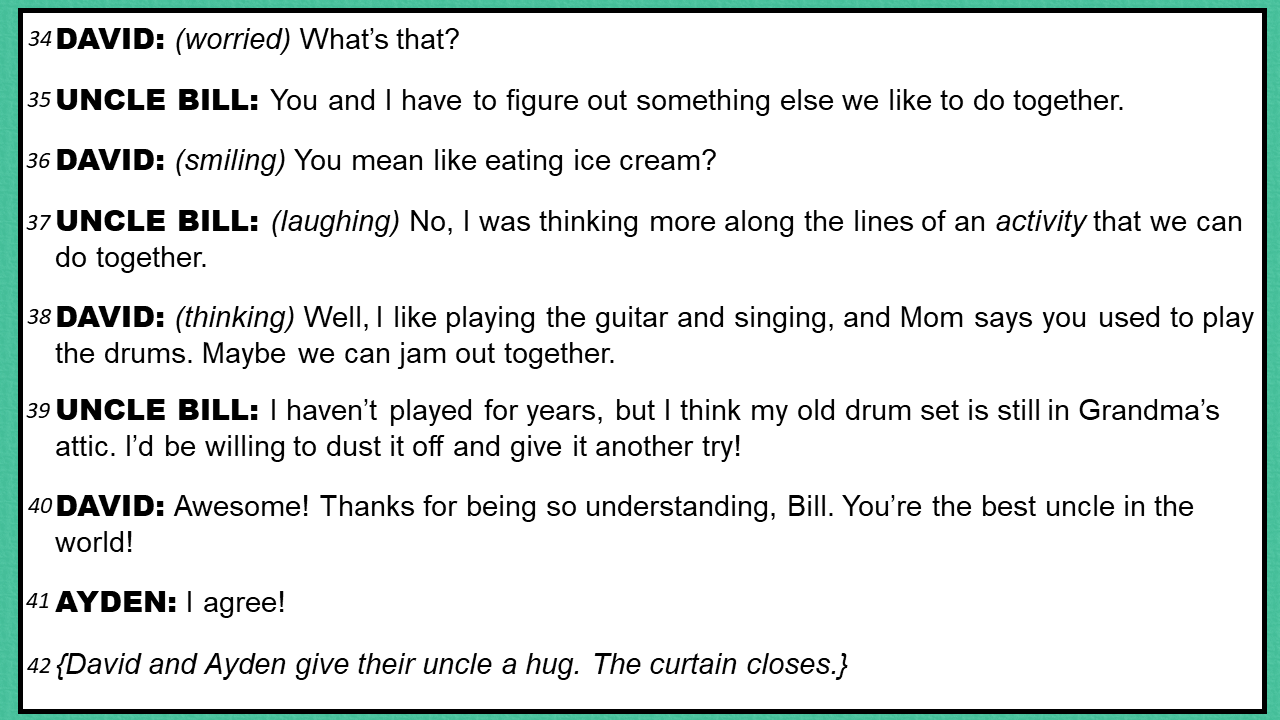 34 DAVID: (worried) What's that?
35 UNCLE BILL: You and I have to figure out something else we like to do together.
36 DAVID: (smiling) You mean like eating ice cream?
37 UNCLE BILL: (laughing) No, I was thinking more along the lines of an activity that we can
do together.
38 DAVID: (thinking) Well, I like playing the guitar and singing, and Mom says you used to play
the drums. Maybe we can jam out together.
39 UNCLE BILL: I haven't played for years, but I think my old drum set is still in Grandma's
attic. I'd be willing to dust it off and give it another try!
40 DAVID: Awesome! Thanks for being so understanding, Bill. You're the best uncle in the
world!
41 AYDEN: I agree!
42 {David and Ayden give their uncle a hug. The curtain closes.}